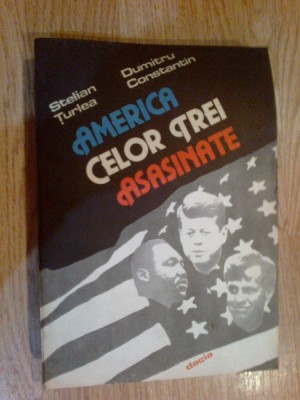 Stelian
Țurlea
Dumitru
Constantin
AMERICA
CELOR TREI
ASASINATE
dacia